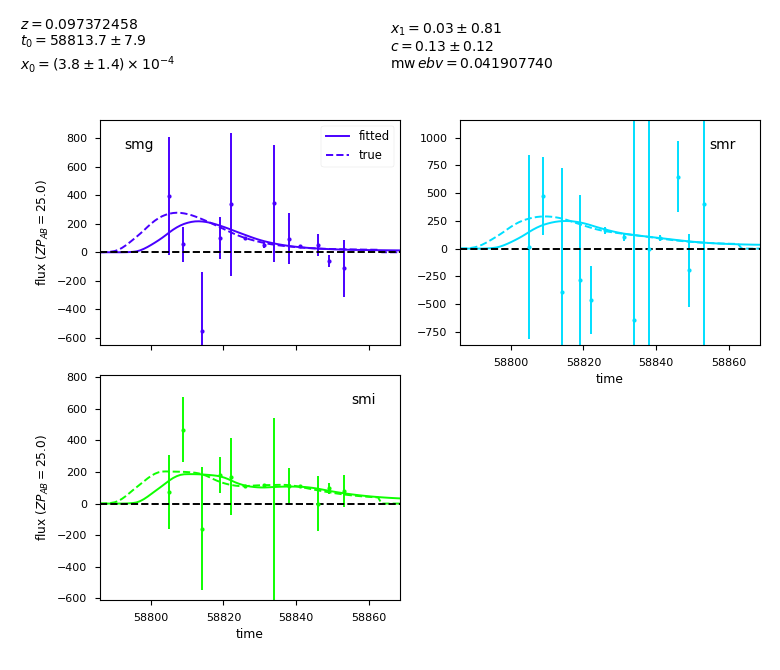 z = 0.097372458
t₀ = 58813.7 ± 7.9
x₀ = (3.8 ± 1.4) × 10⁻⁴
x₁ = 0.03 ± 0.81
c = 0.13 ± 0.12
mw ebv = 0.041907740
smg
fitted
true
800
600
400
200
0
−200
−400
−600
flux (ZP_AB = 25.0)
smr
1000
750
500
250
0
−250
−500
−750
58800 58820 58840 58860
time
smi
800
600
400
200
0
−200
−400
−600
flux (ZP_AB = 25.0)
58800 58820 58840 58860
time